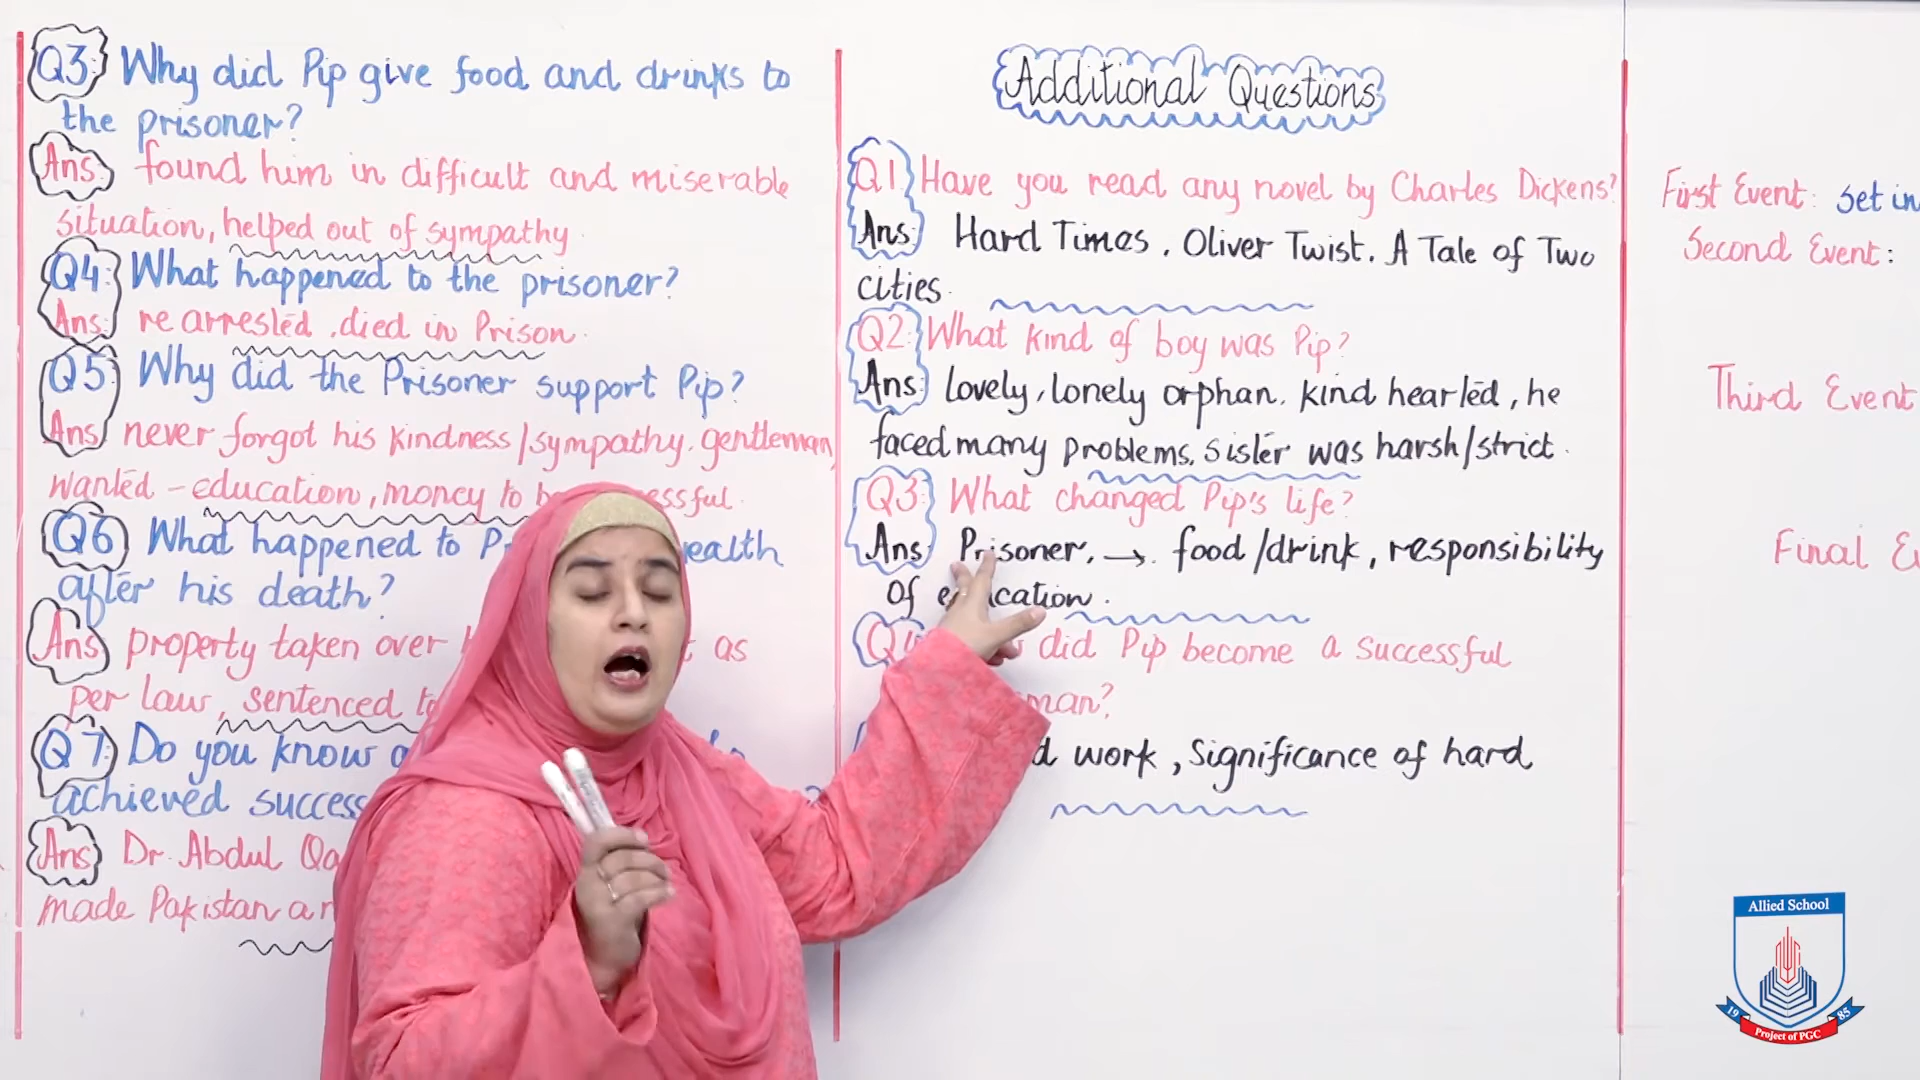 Q3: Why did Pip give food and drinks to
the prisoner?
Ans: found him in difficult and miserable
situation, helped out of sympathy.
Q4: What happened to the prisoner?
Ans: re arrested, died in Prison.
Q5: Why did the Prisoner support Pip?
Ans: never forgot his kindness/sympathy. gentleman,
wanted - education, money to
Q6: What happened to
after his death?
Ans: property taken over as
per law, sentenced
Q7: Do you know
achieved success
Ans: Dr. Abdul
made Pakistan
Additional Questions
Q1. Have you read any novel by Charles Dickens?
Ans: Hard Times, Oliver Twist, A Tale of Two
cities.
Q2: What kind of boy was Pip?
Ans: lovely, lonely orphan, kind hearted, he
faced many problems, sister was harsh/strict.
Q3: What changed Pip's life?
Ans: Prisoner, →. food/drink, responsibility
of education.
Q4 did Pip become a successful
man?
work, Significance of hard
First Event: set in
Second Event:
Third Event
Final
Allied School
19 85
Project of PGC